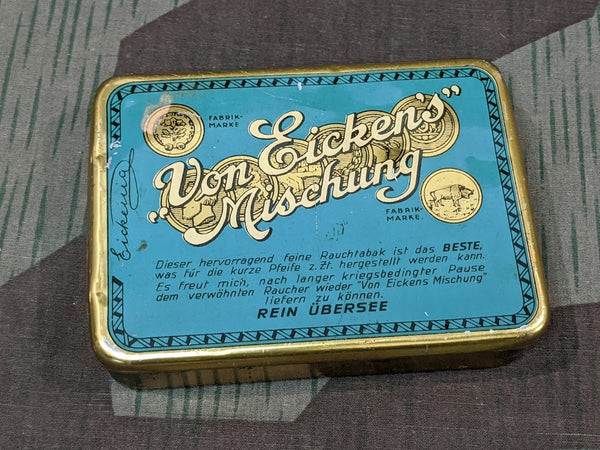 FABRIK-
MARKE
„Von Eicken's”
Mischung
FABRIK-
MARKE-
Dieser hervorragend feine Rauchtabak ist das BESTE,
was für die kurze Pfeife z.Zt. hergestellt werden kann.
Es freut mich, nach langer kriegsbedingter Pause
dem verwöhnten Raucher wieder "Von Eickens Mischung"
liefern zu können.
REIN ÜBERSEE